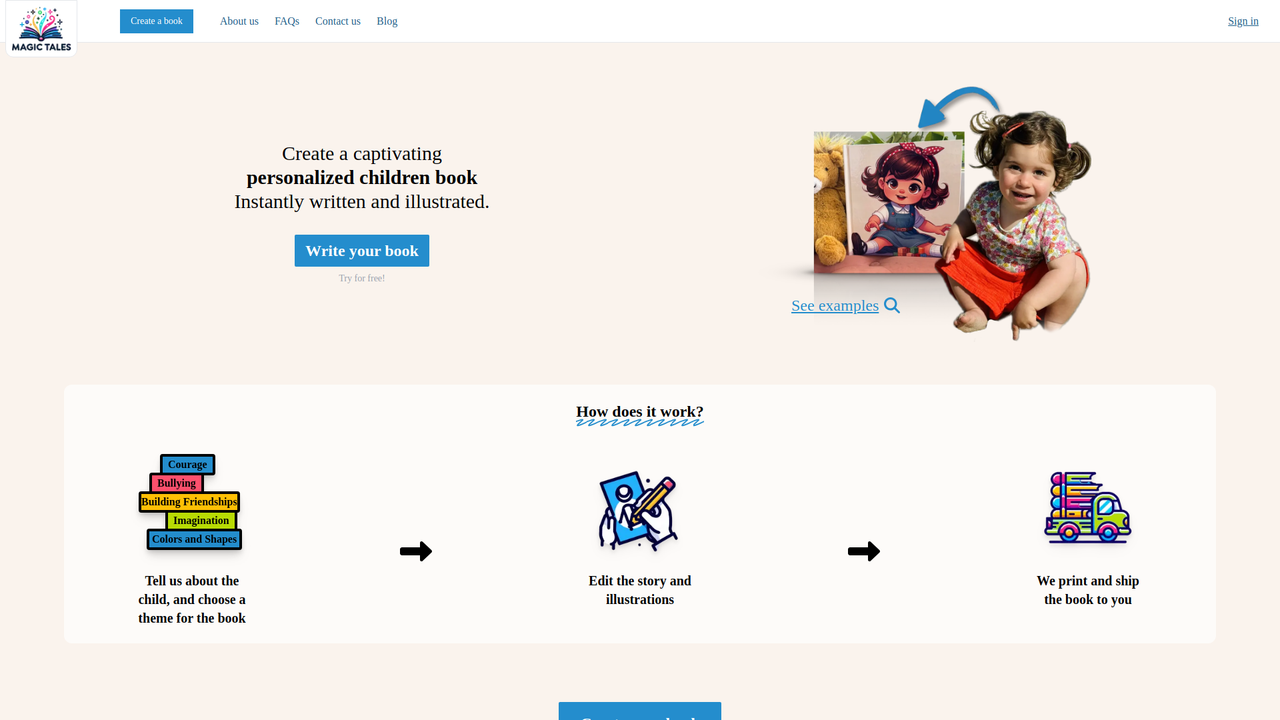 MAGIC TALES
Create a book
About us
FAQs
Contact us
Blog
Sign in
Create a captivating
personalized children book
Instantly written and illustrated.
Write your book
Try for free!
See examples
How does it work?
Courage
Bullying
Building Friendships
Imagination
Colors and Shapes
Tell us about the
child, and choose a
theme for the book
Edit the story and
illustrations
We print and ship
the book to you